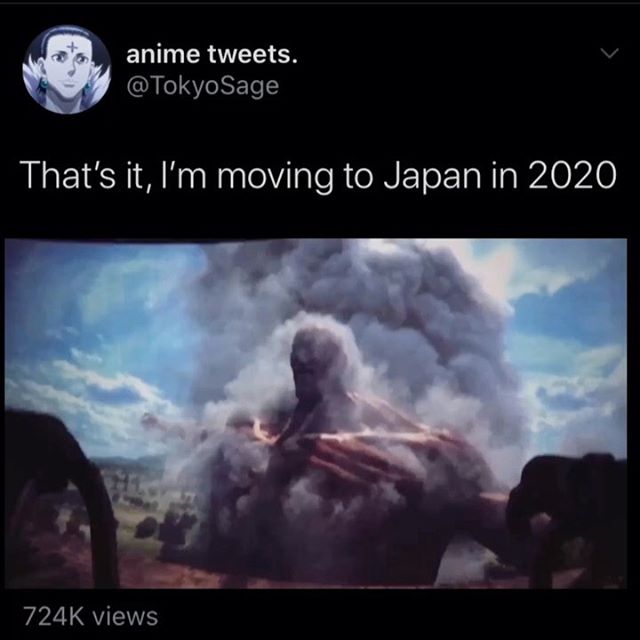 anime tweets.
@TokyoSage
That's it, I'm moving to Japan in 2020
724K views